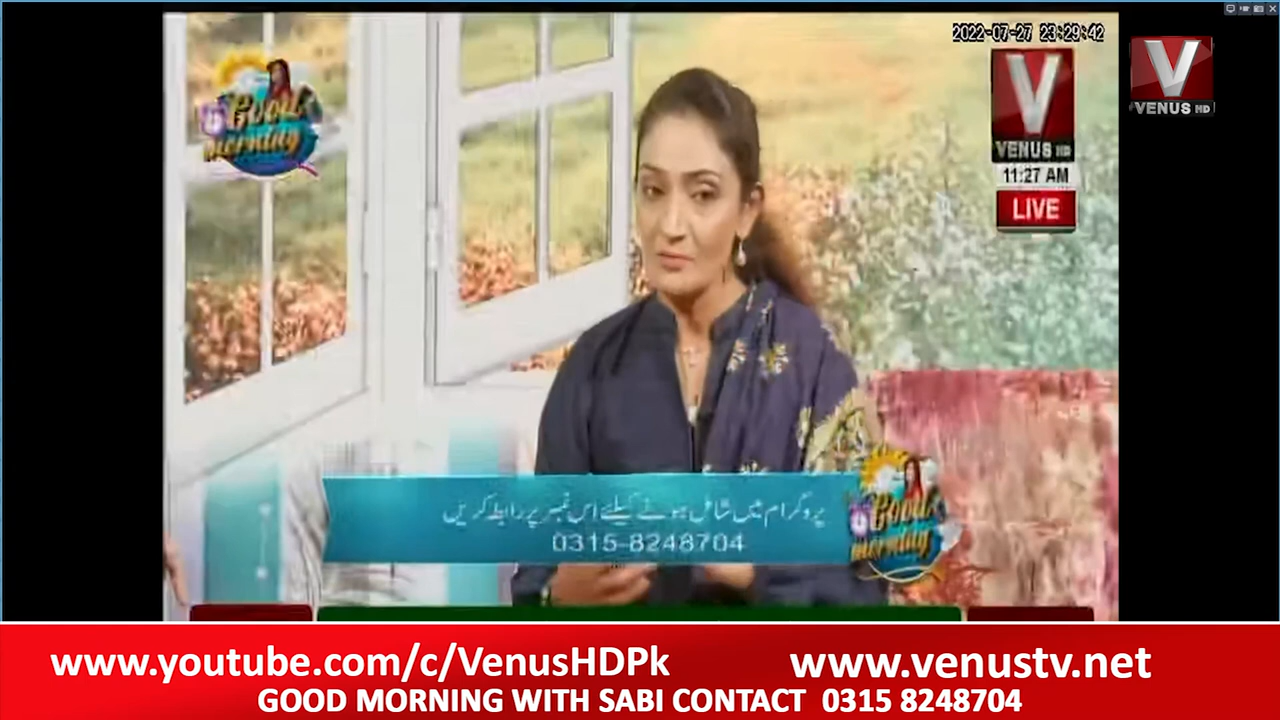 2022-07-27 23:29:42
Good
morning
V
VENUS HD
11:27 AM
LIVE
V
VENUS HD
پروگرام میں شامل ہونے کیلئے اس نمبر پر رابطہ کریں
0315-8248704
Good
morning
www.youtube.com/c/VenusHDPk
www.venustv.net
GOOD MORNING WITH SABI CONTACT 0315 8248704